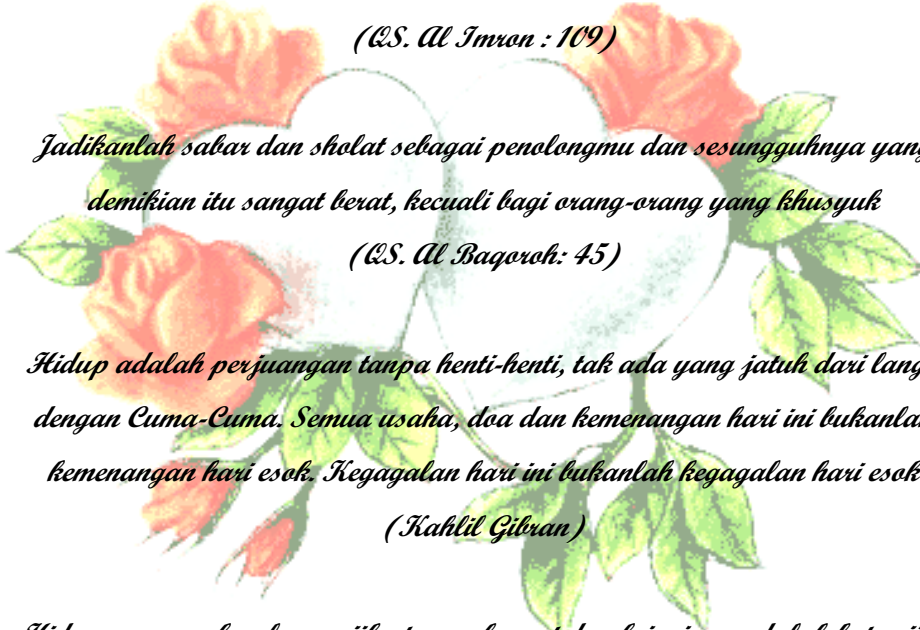 (QS. Al Imron : 109)
Jadikanlah sabar dan sholat sebagai penolongmu dan sesungguhnya yang
demikian itu sangat berat, kecuali bagi orang-orang yang khusyuk
(QS. Al Baqoroh: 45)
Hidup adalah perjuangan tanpa henti-henti, tak ada yang jatuh dari lang
dengan Cuma-Cuma. Semua usaha, doa dan kemenangan hari ini bukanla
kemenangan hari esok. Kegagalan hari ini bukanlah kegagalan hari esok
(Kahlil Gibran)